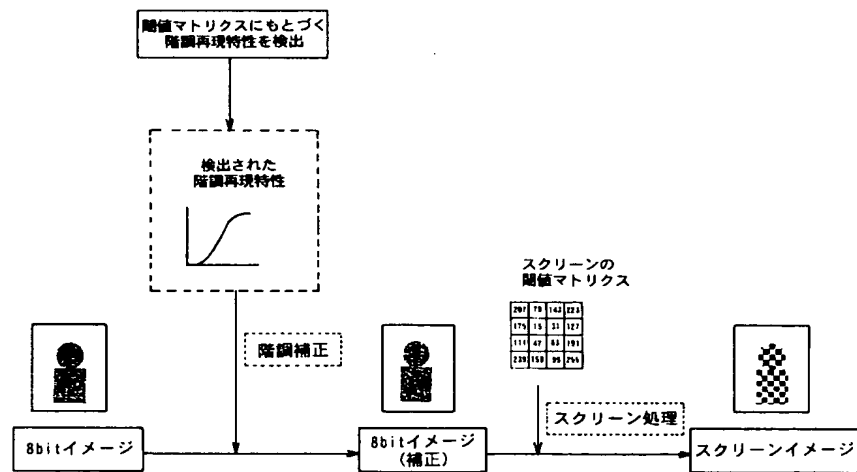 閾値マトリクスにもとづく
階調再現特性を検出
検出された
階調再現特性
スクリーンの
閾値マトリクス
207 79 143 223
175 15 31 127
111 47 63 191
239 159 95 255
階調補正
スクリーン処理
8bitイメージ
8bitイメージ
(補正)
スクリーンイメージ